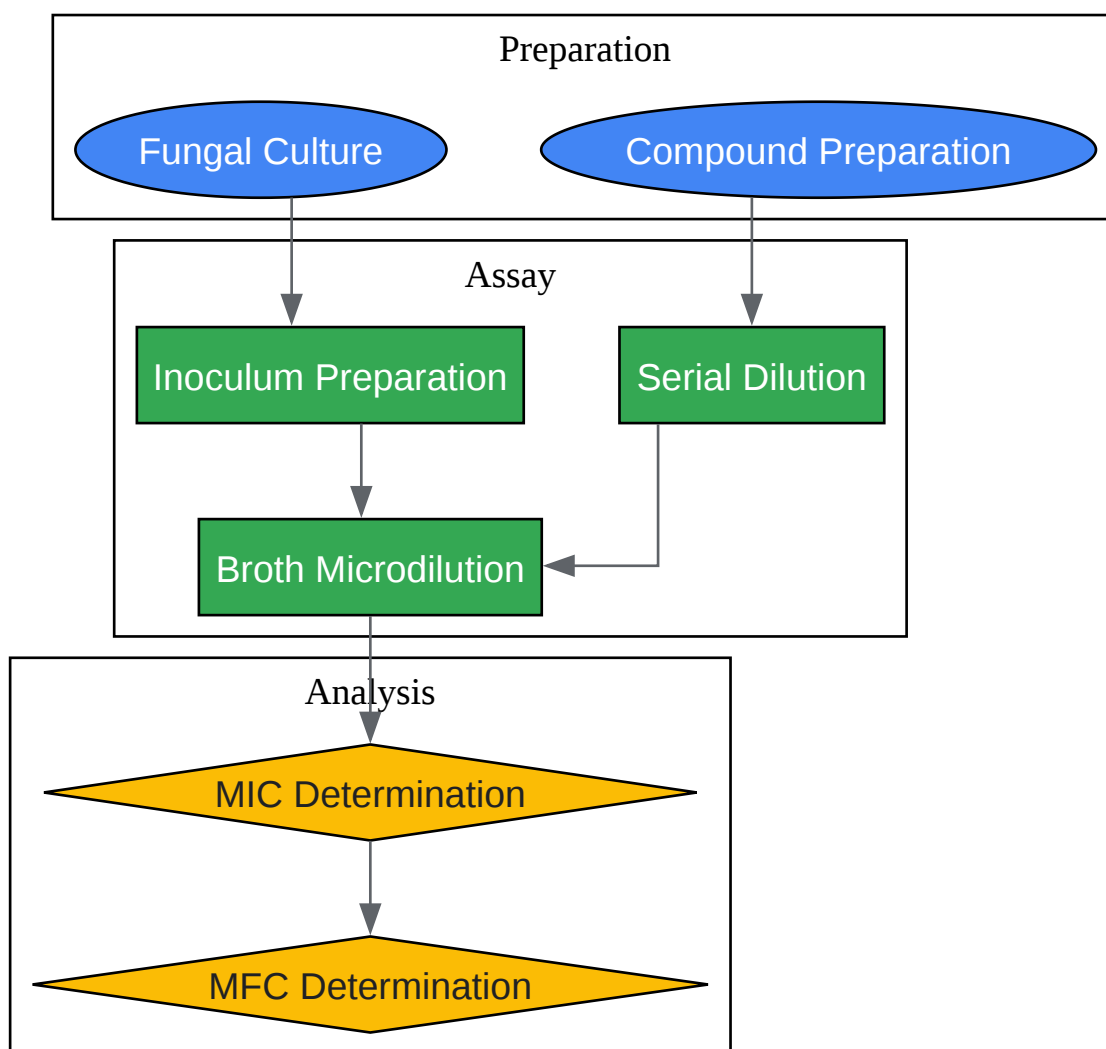 Preparation
Fungal Culture
Compound Preparation
Assay
Inoculum Preparation
Serial Dilution
Broth Microdilution
Analysis
MIC Determination
MFC Determination